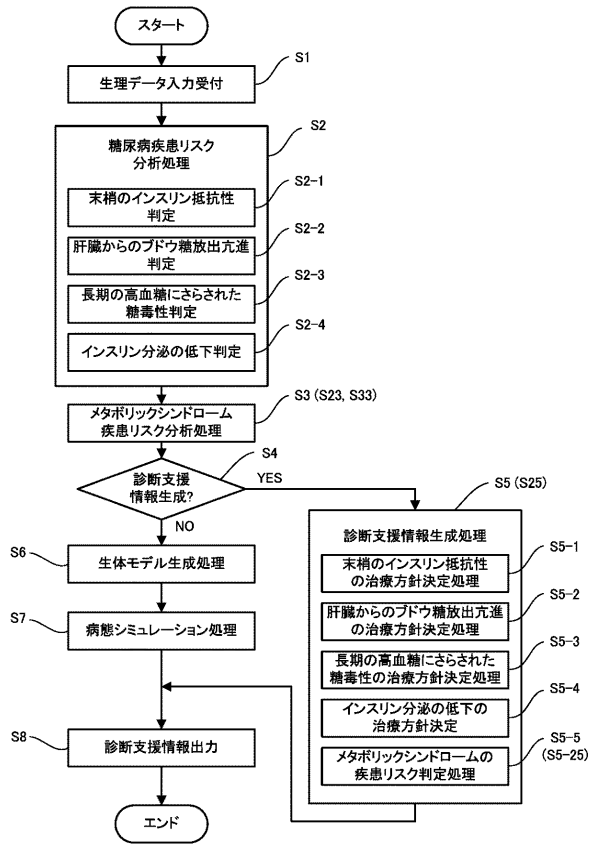 スタート
生理データ入力受付
S1
糖尿病疾患リスク
分析処理
S2
末梢のインスリン抵抗性
判定
S2-1
肝臓からのブドウ糖放出亢進
判定
S2-2
長期の高血糖にさらされた
糖毒性判定
S2-3
インスリン分泌の低下判定
S2-4
メタボリックシンドローム
疾患リスク分析処理
S3 (S23, S33)
診断支援
情報生成?
S4
YES
NO
S5 (S25)
診断支援情報生成処理
末梢のインスリン抵抗性
の治療方針決定処理
S5-1
肝臓からのブドウ糖放出亢進
の治療方針決定処理
S5-2
長期の高血糖にさらされた
糖毒性の治療方針決定処理
S5-3
インスリン分泌の低下の
治療方針決定
S5-4
メタボリックシンドロームの
疾患リスク判定処理
S5-5
(S5-25)
S6
生体モデル生成処理
S7
病態シミュレーション処理
S8
診断支援情報出力
エンド